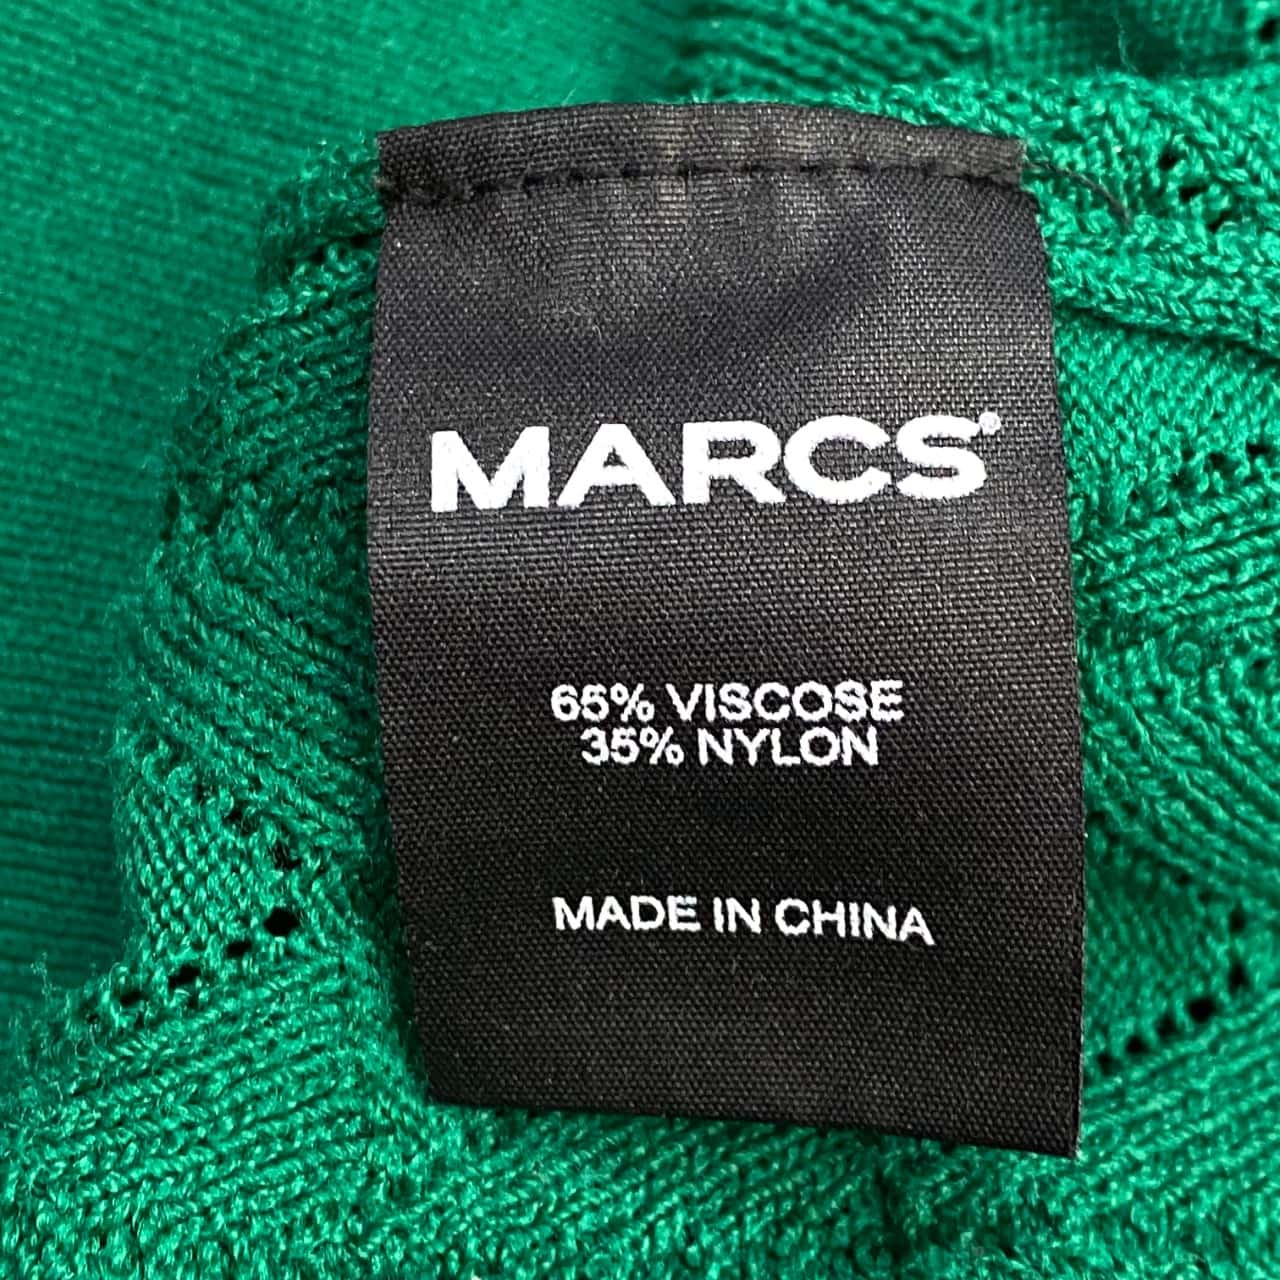 MARCS®
65% VISCOSE
35% NYLON
MADE IN CHINA